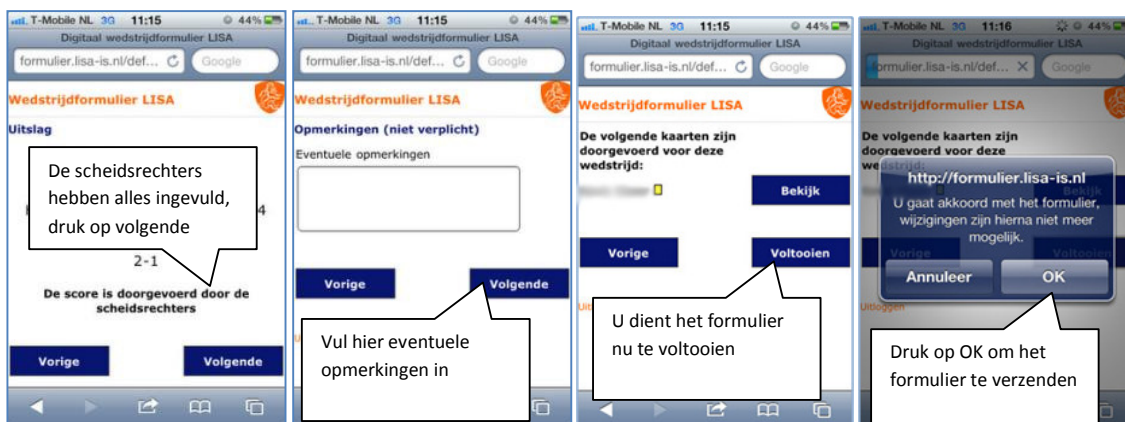 T-Mobile NL 3G 11:15 44%
Digitaal wedstrijdformulier LISA
formulier.lisa-is.nl/def... Google
Wedstrijdformulier LISA
Uitslag
De scheidsrechters
hebben alles ingevuld,
druk op volgende
4
2-1
De score is doorgevoerd door de
scheidsrechters
Vorige Volgende
T-Mobile NL 3G 11:15 44%
Digitaal wedstrijdformulier LISA
formulier.lisa-is.nl/def... Google
Wedstrijdformulier LISA
Opmerkingen (niet verplicht)
Eventuele opmerkingen
Vorige Volgende
Vul hier eventuele
opmerkingen in
T-Mobile NL 3G 11:15 44%
Digitaal wedstrijdformulier LISA
formulier.lisa-is.nl/def... Google
Wedstrijdformulier LISA
De volgende kaarten zijn
doorgevoerd voor deze
wedstrijd:
Bekijk
Vorige Voltooien
U dient het formulier
nu te voltooien
T-Mobile NL 3G 11:16 44%
Digitaal wedstrijdformulier LISA
formulier.lisa-is.nl/def... Google
Wedstrijdformulier LISA
De volgende kaarten zijn
doorgevoerd voor deze
wedstrijd:
http://formulier.lisa-is.nl
Bekijk
U gaat akkoord met het formulier,
wijzigingen zijn hierna niet meer
mogelijk.
Vorige Voltooien
Annuleer OK
Uitloggen
Druk op OK om het
formulier te verzenden